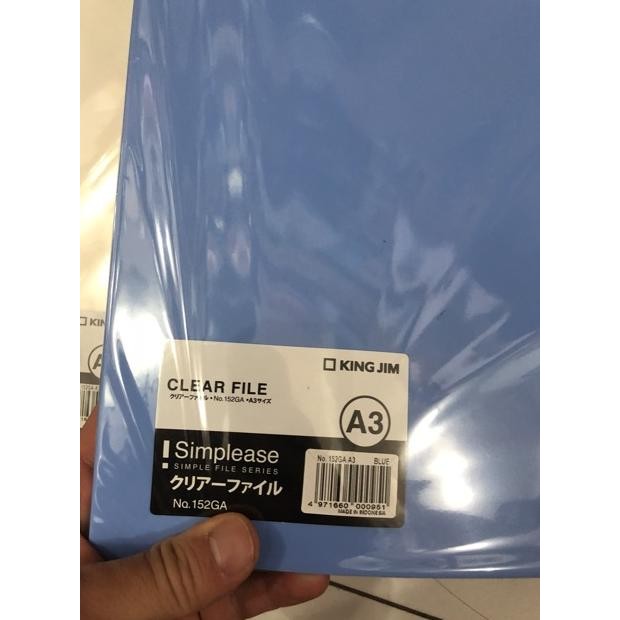 KING JIM
CLEAR FILE
クリアーファイル・No.152GA・A3サイズ
A3
Simplease
SIMPLE FILE SERIES
クリアーファイル
No.152GA
No. 152GA A3 BLUE
4 971660 000951
MADE IN INDONESIA
KING JIM